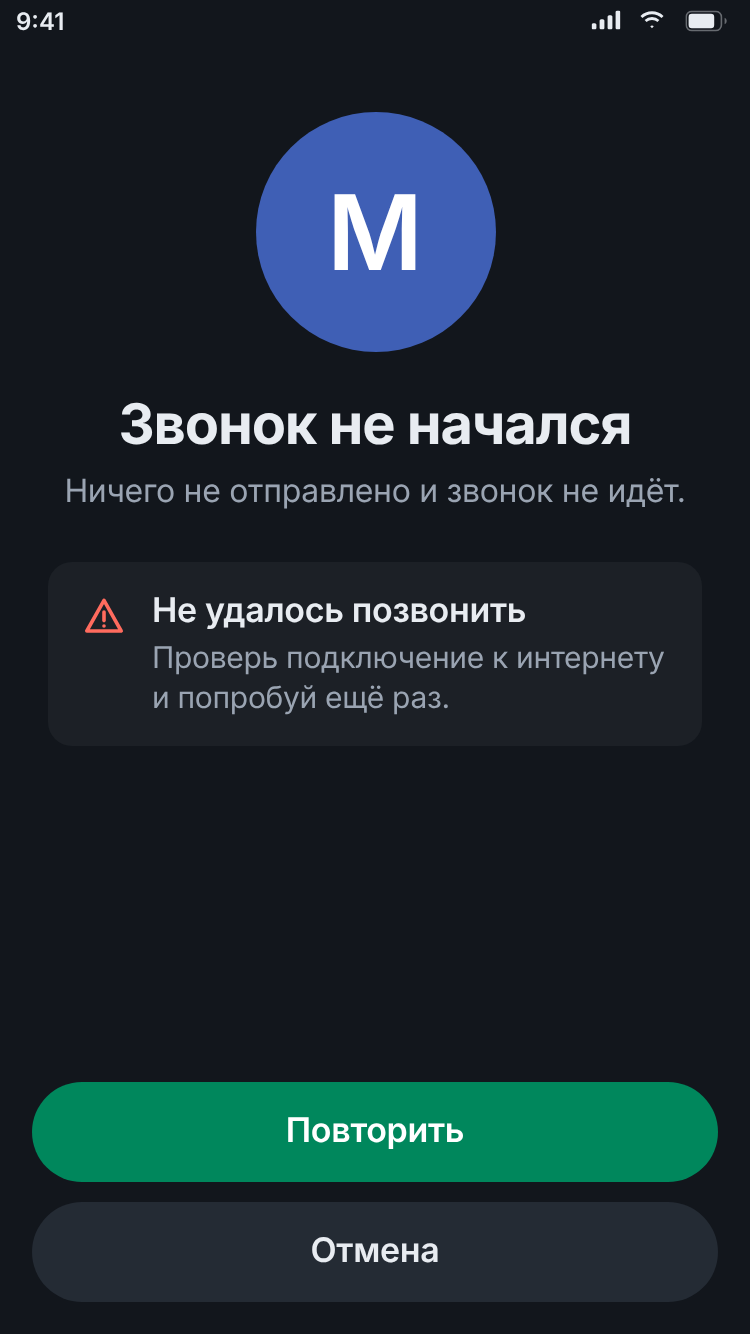 9:41
М
Звонок не начался
Ничего не отправлено и звонок не идёт.
Не удалось позвонить
Проверь подключение к интернету
и попробуй ещё раз.
Повторить
Отмена